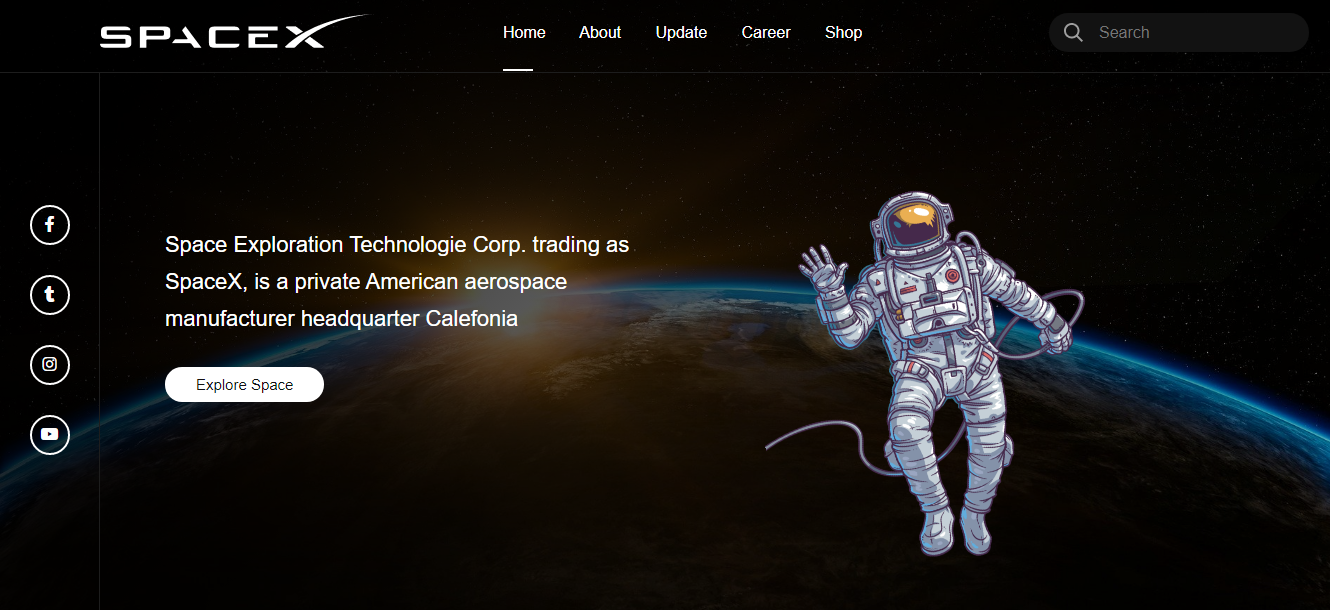 SPACEX
Home About Update Career Shop
Search
Space Exploration Technologie Corp. trading as
SpaceX, is a private American aerospace
manufacturer headquarter Calefonia
Explore Space